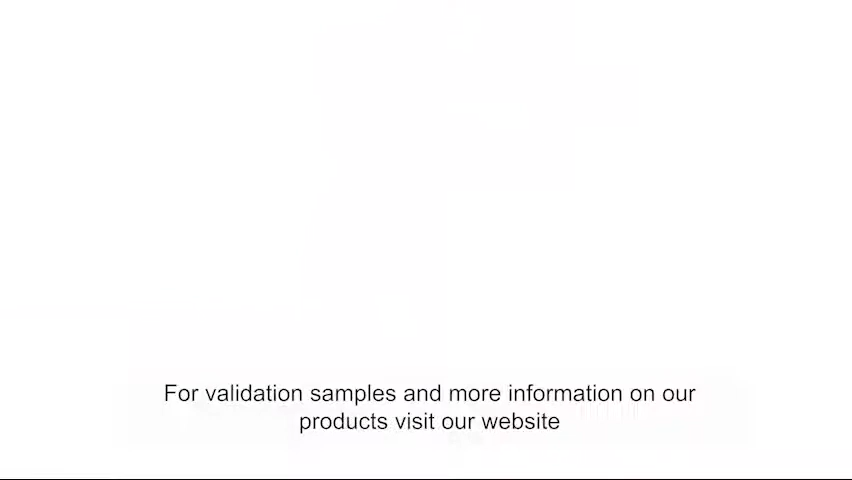 For validation samples and more information on our
products visit our website